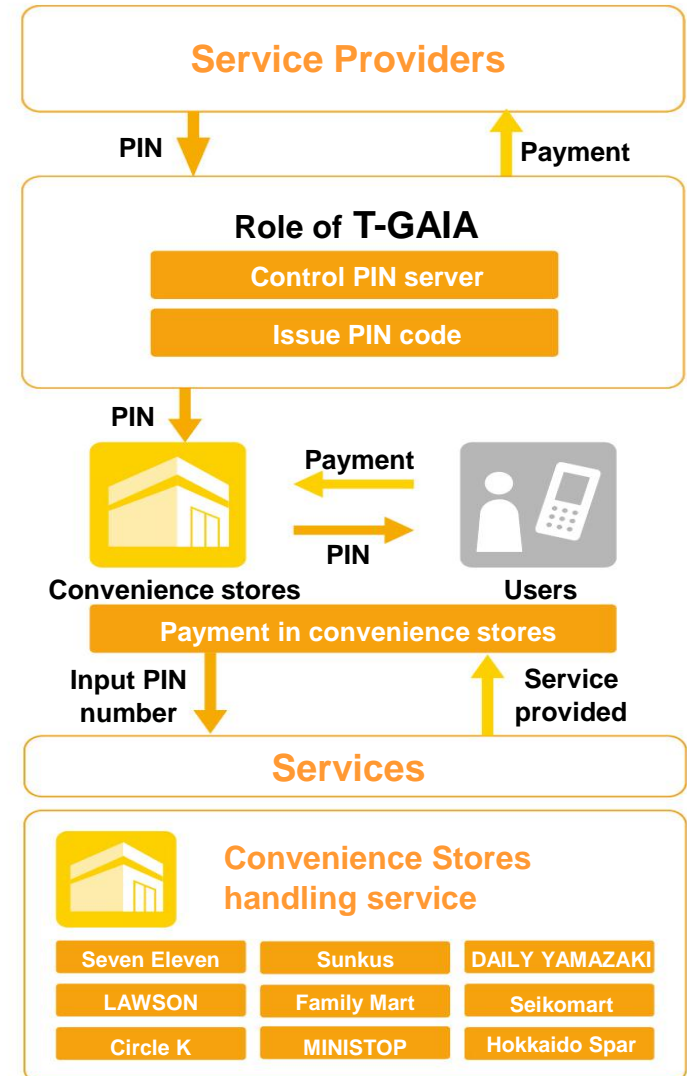 Service Providers
PIN
Payment
Role of T-GAIA
Control PIN server
Issue PIN code
PIN
Payment
PIN
Convenience stores
Users
Payment in convenience stores
Input PIN
number
Service
provided
Services
Convenience Stores
handling service
Seven Eleven
Sunkus
DAILY YAMAZAKI
LAWSON
Family Mart
Seikomart
Circle K
MINISTOP
Hokkaido Spar